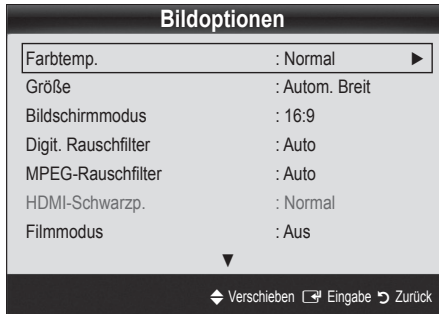 Bildoptionen
Farbtemp. : Normal ►
Größe : Autom. Breit
Bildschirmmodus : 16:9
Digit. Rauschfilter : Auto
MPEG-Rauschfilter : Auto
HDMI-Schwarzp. : Normal
Filmmodus : Aus
▼
Verschieben Eingabe Zurück